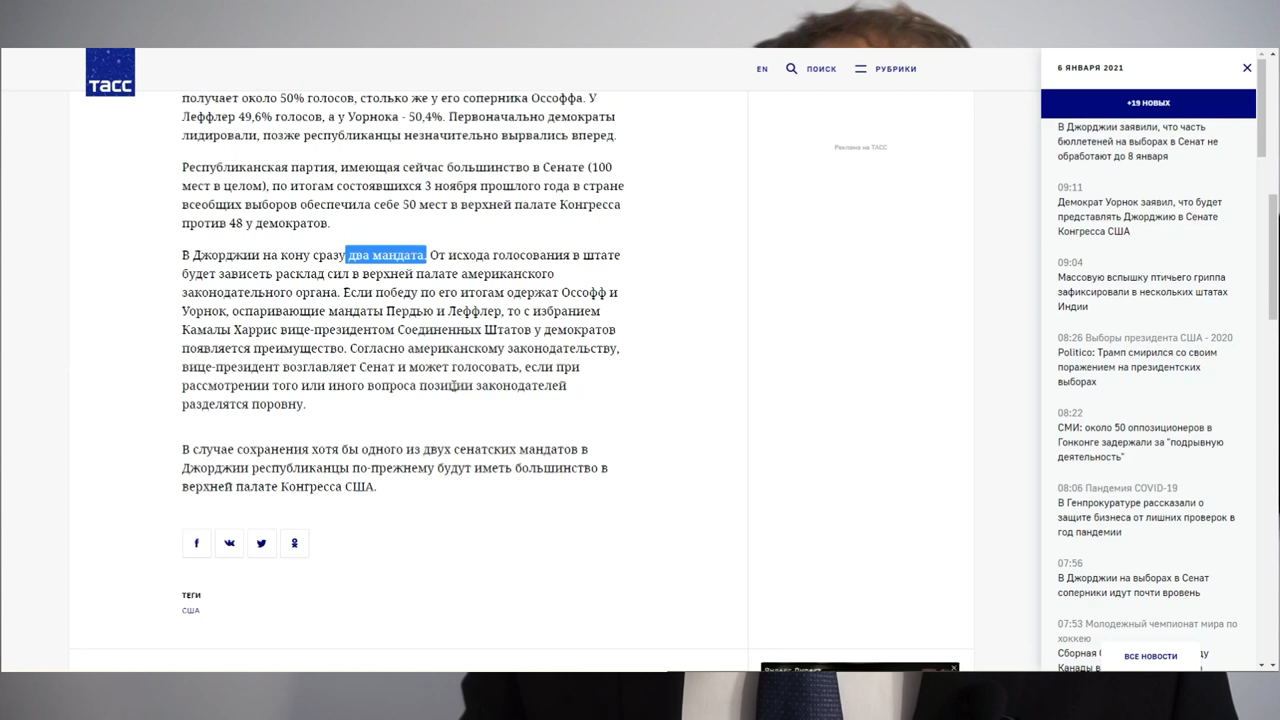 ТАСС
EN
ПОИСК
РУБРИКИ
получает около 50% голосов, столько же у его соперника Оссоффа. У
Леффлер 49,6% голосов, а у Уорнока - 50,4%. Первоначально демократы
лидировали, позже республиканцы незначительно вырвались вперед.
Республиканская партия, имеющая сейчас большинство в Сенате (100
мест в целом), по итогам состоявшихся 3 ноября прошлого года в стране
всеобщих выборов обеспечила себе 50 мест в верхней палате Конгресса
против 48 у демократов.
В Джорджии на кону сразу два мандата. От исхода голосования в штате
будет зависеть расклад сил в верхней палате американского
законодательного органа. Если победу по его итогам одержат Оссофф и
Уорнок, оспаривающие мандаты Пердью и Леффлер, то с избранием
Камалы Харрис вице-президентом Соединенных Штатов у демократов
появляется преимущество. Согласно американскому законодательству,
вице-президент возглавляет Сенат и может голосовать, если при
рассмотрении того или иного вопроса позиции законодателей
разделятся поровну.
В случае сохранения хотя бы одного из двух сенатских мандатов в
Джорджии республиканцы по-прежнему будут иметь большинство в
верхней палате Конгресса США.
ТЕГИ
США
Реклама на ТАСС
6 ЯНВАРЯ 2021
+19 НОВЫХ
В Джорджии заявили, что часть
бюллетеней на выборах в Сенат не
обработают до 8 января
09:11
Демократ Уорнок заявил, что будет
представлять Джорджию в Сенате
Конгресса США
09:04
Массовую вспышку птичьего гриппа
зафиксировали в нескольких штатах
Индии
08:26 Выборы президента США - 2020
Politico: Трамп смирился со своим
поражением на президентских
выборах
08:22
СМИ: около 50 оппозиционеров в
Гонконге задержали за "подрывную
деятельность"
08:06 Пандемия COVID-19
В Генпрокуратуре рассказали о
защите бизнеса от лишних проверок в
год пандемии
07:56
В Джорджии на выборах в Сенат
соперники идут почти вровень
07:53 Молодежный чемпионат мира по
хоккею
Сборная
Канады в
ВСЕ НОВОСТИ